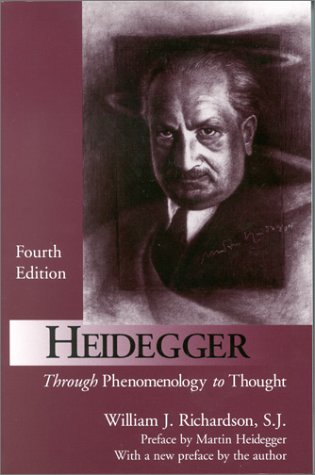 Fourth
Edition
HEIDEGGER
Through Phenomenology to Thought
William J. Richardson, S.J.
Preface by Martin Heidegger
With a new preface by the author